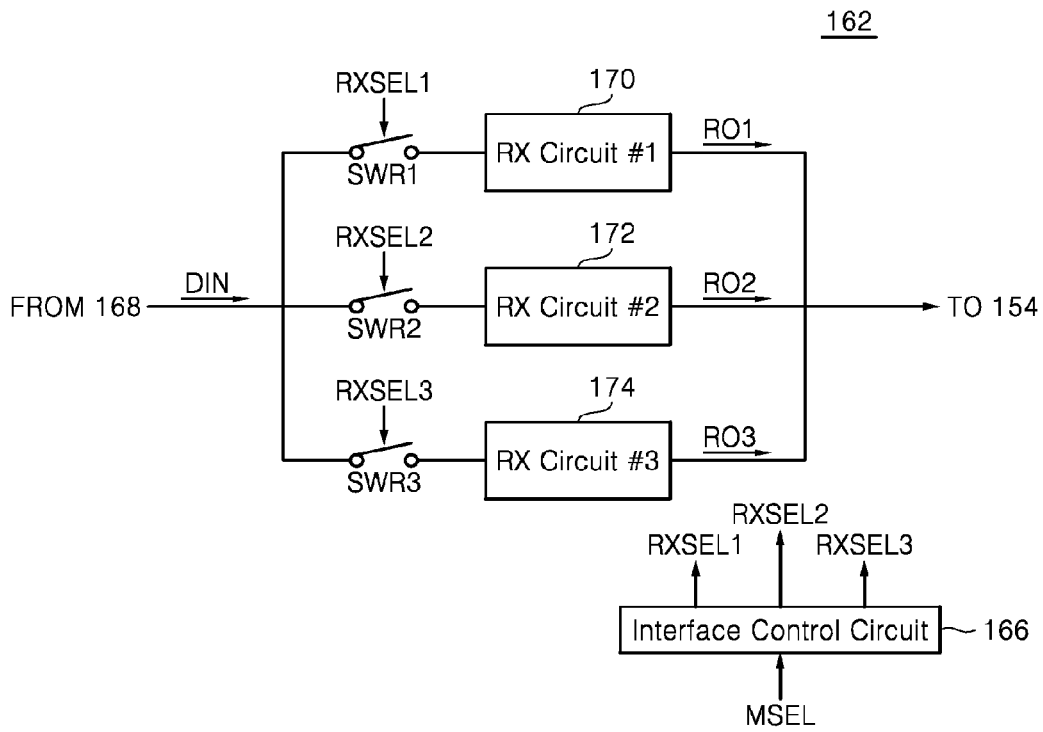 162
RXSEL1
170
SWR1
RX Circuit #1
RO1
RXSEL2
172
FROM 168
DIN
SWR2
RX Circuit #2
RO2
TO 154
RXSEL3
174
SWR3
RX Circuit #3
RO3
RXSEL1
RXSEL2
RXSEL3
Interface Control Circuit
166
MSEL